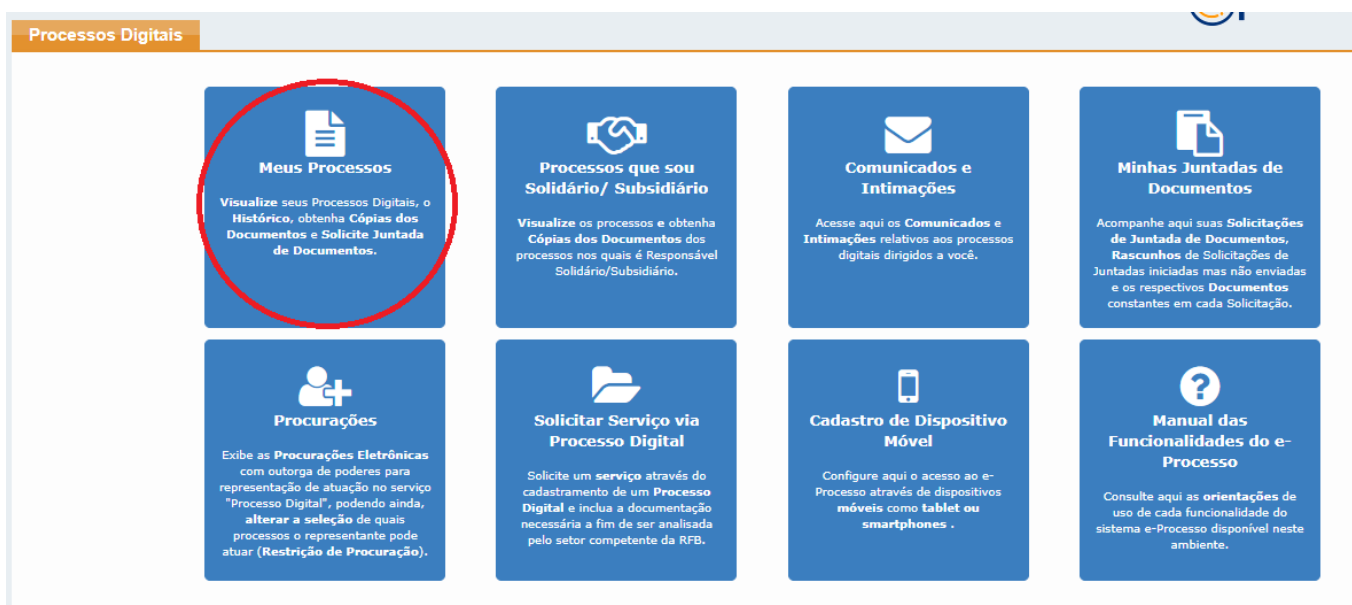 Processos Digitais
Meus Processos
Visualize seus Processos Digitais, o
Histórico, obtenha Cópias dos
Documentos e Solicite Juntada
de Documentos.
Processos que sou
Solidário/ Subsidiário
Visualize os processos e obtenha
Cópias dos Documentos dos
processos nos quais é Responsável
Solidário/Subsidiário.
Comunicados e
Intimações
Acesse aqui os Comunicados e
Intimações relativos aos processos
digitais dirigidos a você.
Minhas Juntadas de
Documentos
Acompanhe aqui suas Solicitações
de Juntada de Documentos,
Rascunhos de Solicitações de
Juntadas iniciadas mas não enviadas
e os respectivos Documentos
constantes em cada Solicitação.
Procurações
Exibe as Procurações Eletrônicas
com outorga de poderes para
representação de atuação no serviço
"Processo Digital", podendo ainda,
alterar a seleção de quais
processos o representante pode
atuar (Restrição de Procuração).
Solicitar Serviço via
Processo Digital
Solicite um serviço através do
cadastramento de um Processo
Digital e inclua a documentação
necessária a fim de ser analisada
pelo setor competente da RFB.
Cadastro de Dispositivo
Móvel
Configure aqui o acesso ao e-
Processo através de dispositivos
móveis como tablet ou
smartphones .
Manual das
Funcionalidades do e-
Processo
Consulte aqui as orientações de
uso de cada funcionalidade do
sistema e-Processo disponível neste
ambiente.